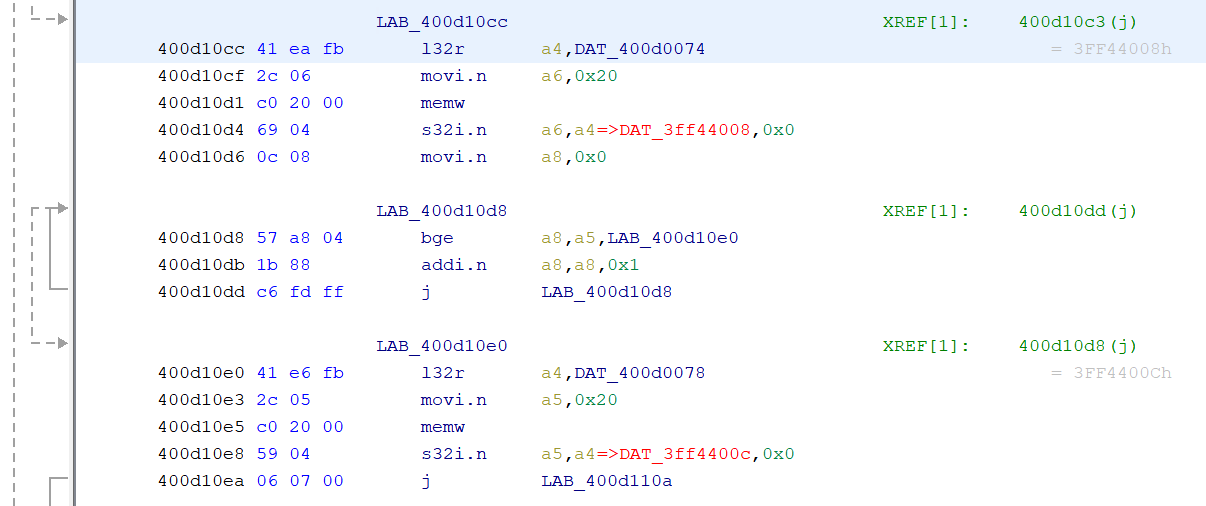 LAB_400d10cc XREF[1]: 400d10c3(j)
400d10cc 41 ea fb l32r a4,DAT_400d0074 = 3FF44008h
400d10cf 2c 06 movi.n a6,0x20
400d10d1 c0 20 00 memw
400d10d4 69 04 s32i.n a6,a4=>DAT_3ff44008,0x0
400d10d6 0c 08 movi.n a8,0x0
LAB_400d10d8 XREF[1]: 400d10dd(j)
400d10d8 57 a8 04 bge a8,a5,LAB_400d10e0
400d10db 1b 88 addi.n a8,a8,0x1
400d10dd c6 fd ff j LAB_400d10d8
LAB_400d10e0 XREF[1]: 400d10d8(j)
400d10e0 41 e6 fb l32r a4,DAT_400d0078 = 3FF4400Ch
400d10e3 2c 05 movi.n a5,0x20
400d10e5 c0 20 00 memw
400d10e8 59 04 s32i.n a5,a4=>DAT_3ff4400c,0x0
400d10ea 06 07 00 j LAB_400d110a